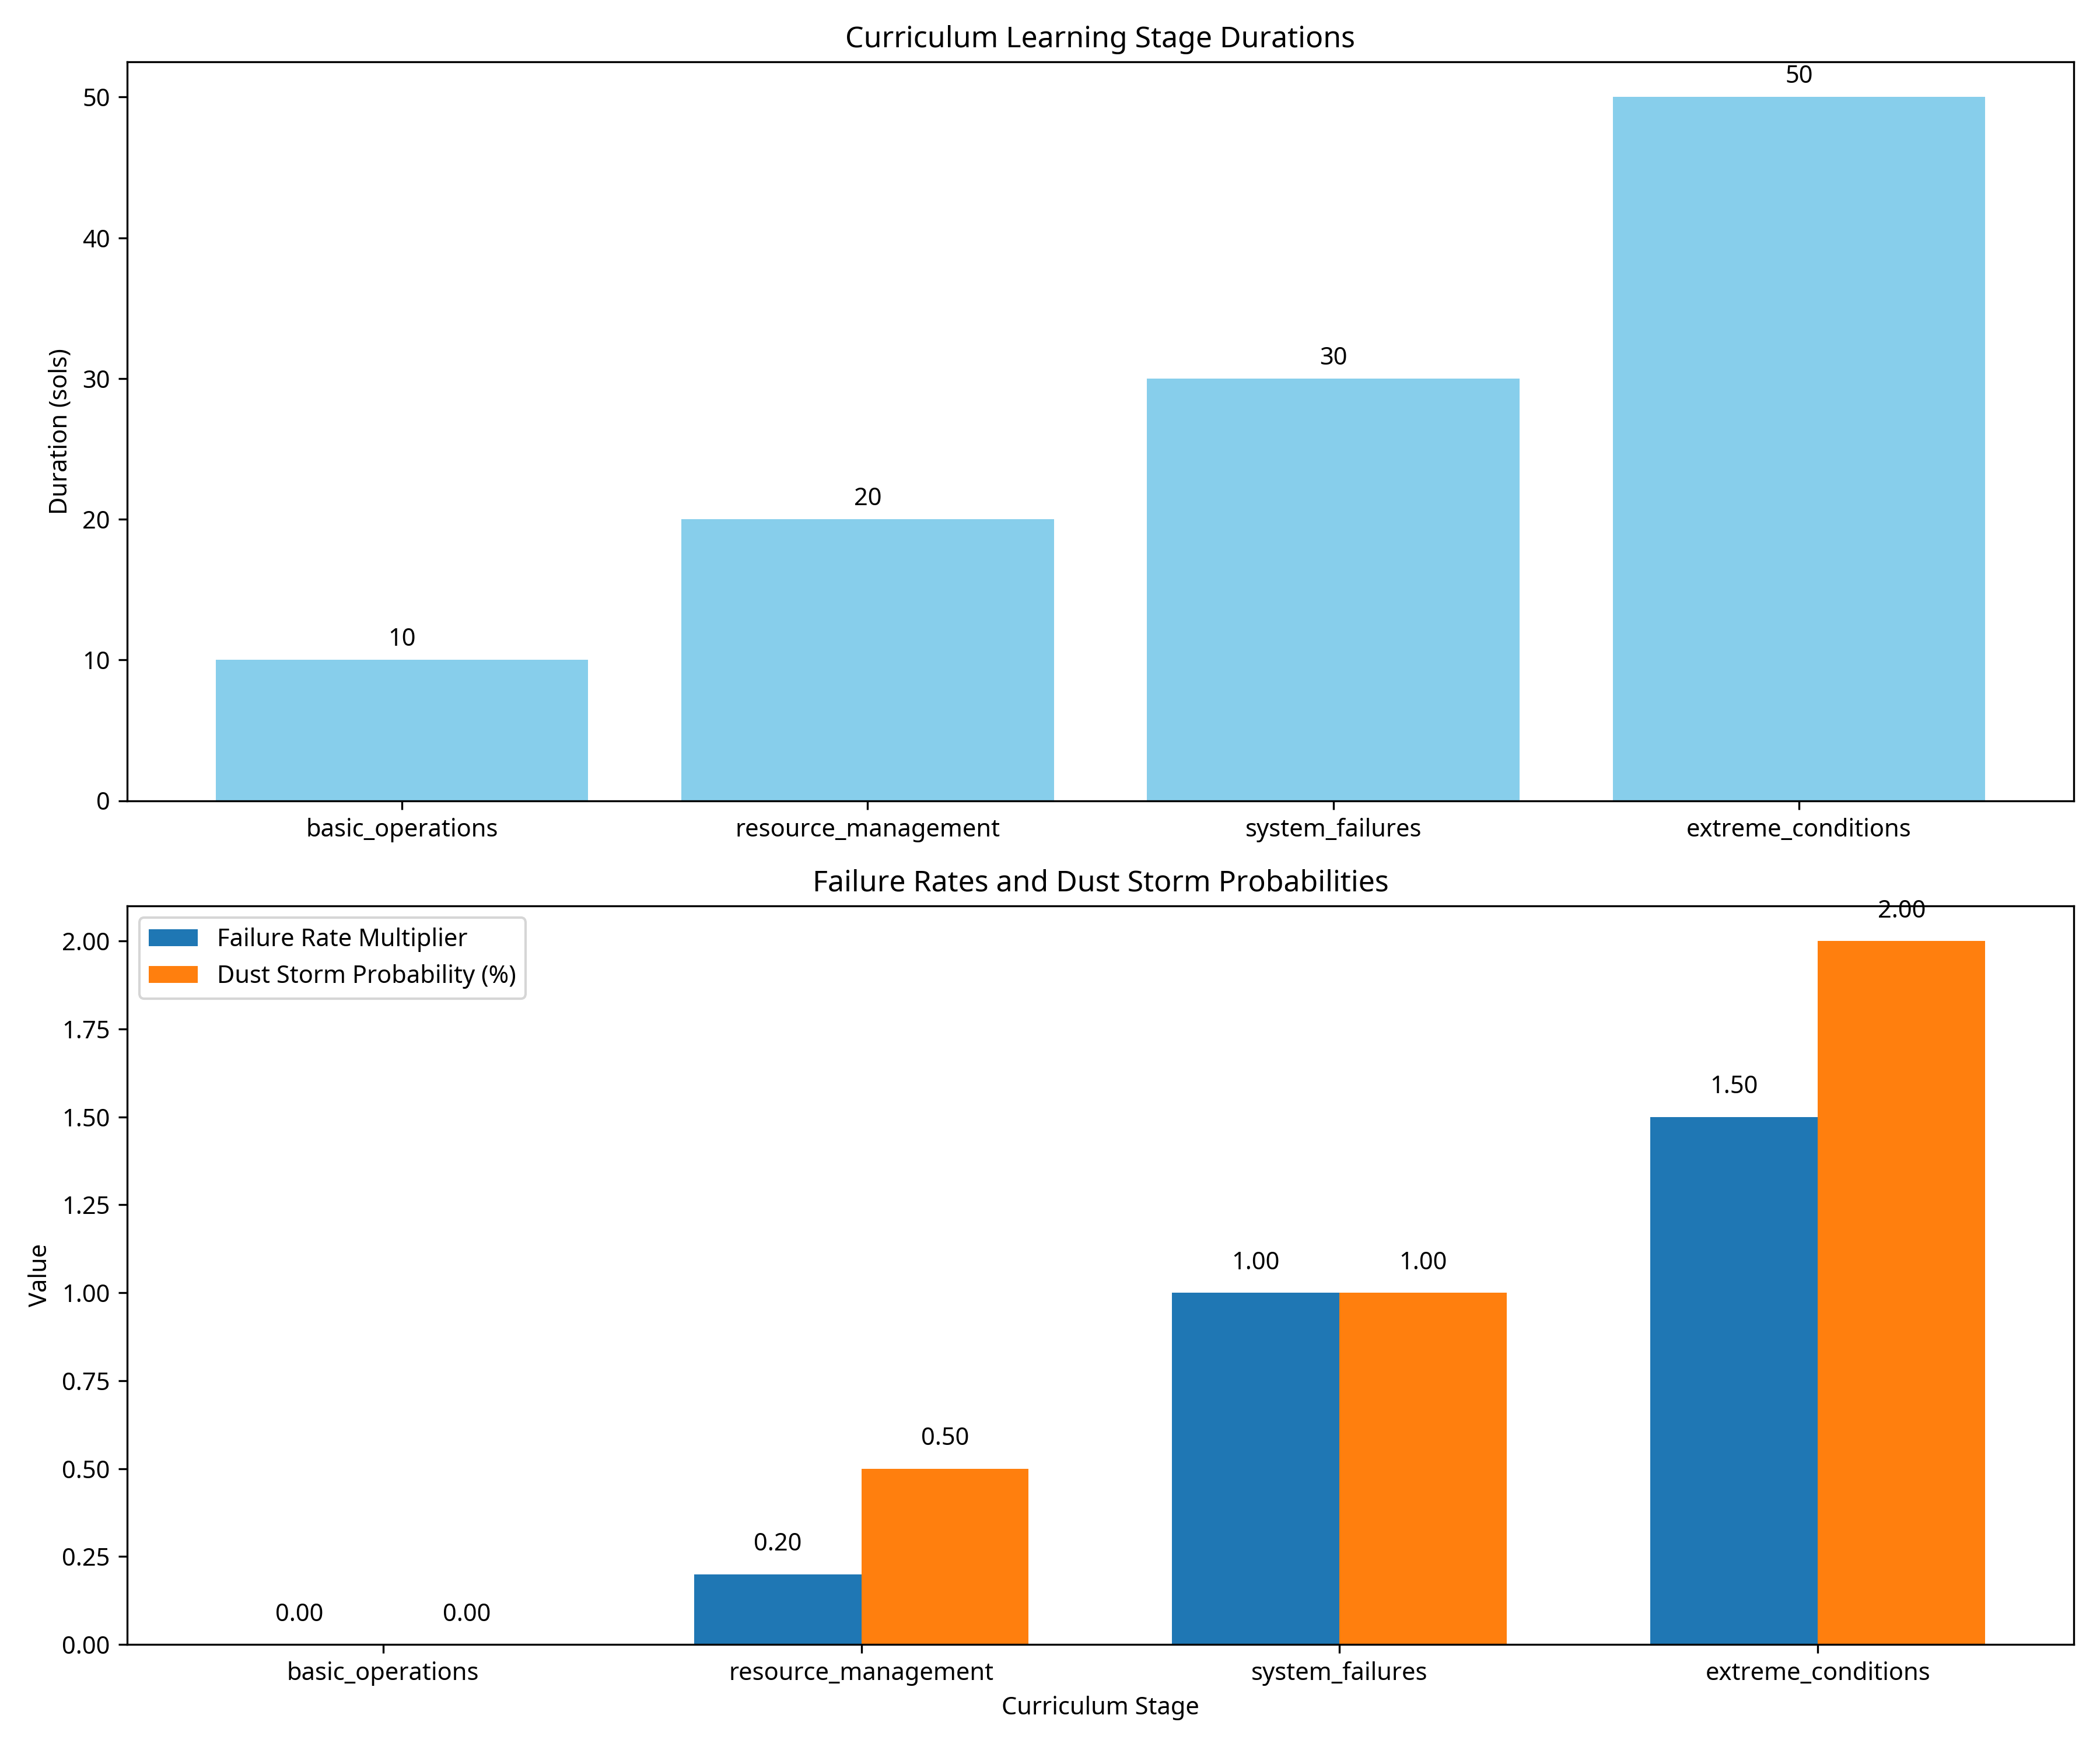 Curriculum Learning Stage Durations
50
50
40
30
30
Duration (sols)
20
20
10
10
0
basic_operations resource_management system_failures extreme_conditions
Failure Rates and Dust Storm Probabilities
2.00
Failure Rate Multiplier
2.00
Dust Storm Probability (%)
1.75
1.50
1.50
1.25
1.00 1.00
Value
1.00
0.75
0.50
0.50
0.20
0.25
0.00 0.00
0.00
basic_operations resource_management system_failures extreme_conditions
Curriculum Stage